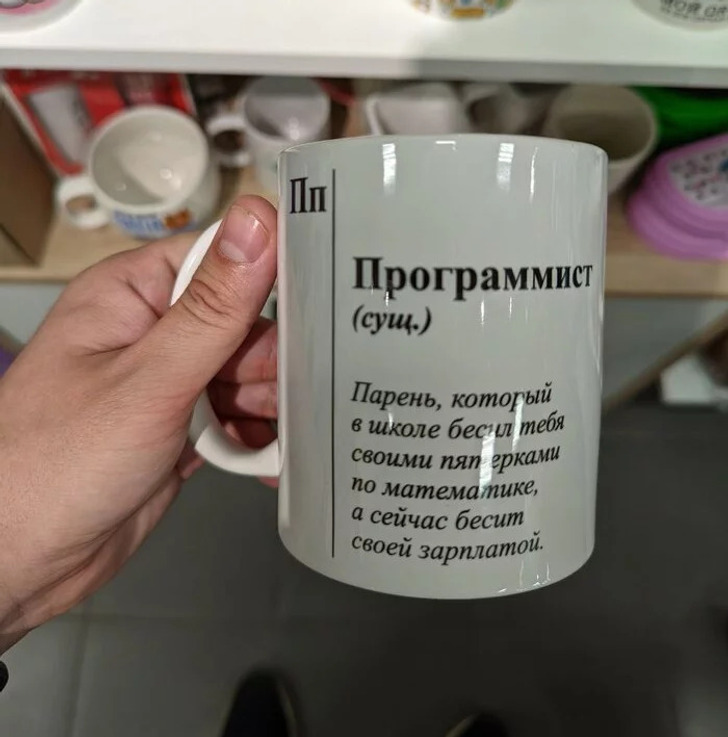 Пп
Программист
(сущ.)
Парень, который
в школе бесил тебя
своими пятерками
по математике,
а сейчас бесит
своей зарплатой.